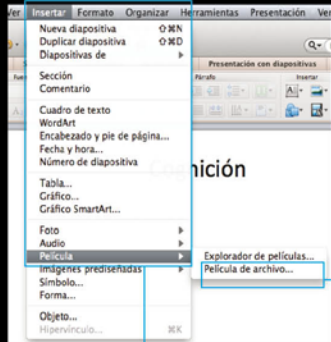 Ver Insertar Formato Organizar Herramientas Presentación Ver
Nueva diapositiva ⇧⌘N
Duplicar diapositiva ⇧⌘D
Diapositivas de
Sección
Comentario
Cuadro de texto
WordArt
Encabezado y pie de página...
Fecha y hora...
Número de diapositiva
Tabla...
Gráfico...
Gráfico SmartArt...
Foto
Audio
Película
Imágenes prediseñadas
Símbolo...
Forma...
Objeto...
Hipervínculo... ⌘K
Presentación con diapositivas
Párrafo Insertar
nición
Explorador de películas...
Película de archivo...